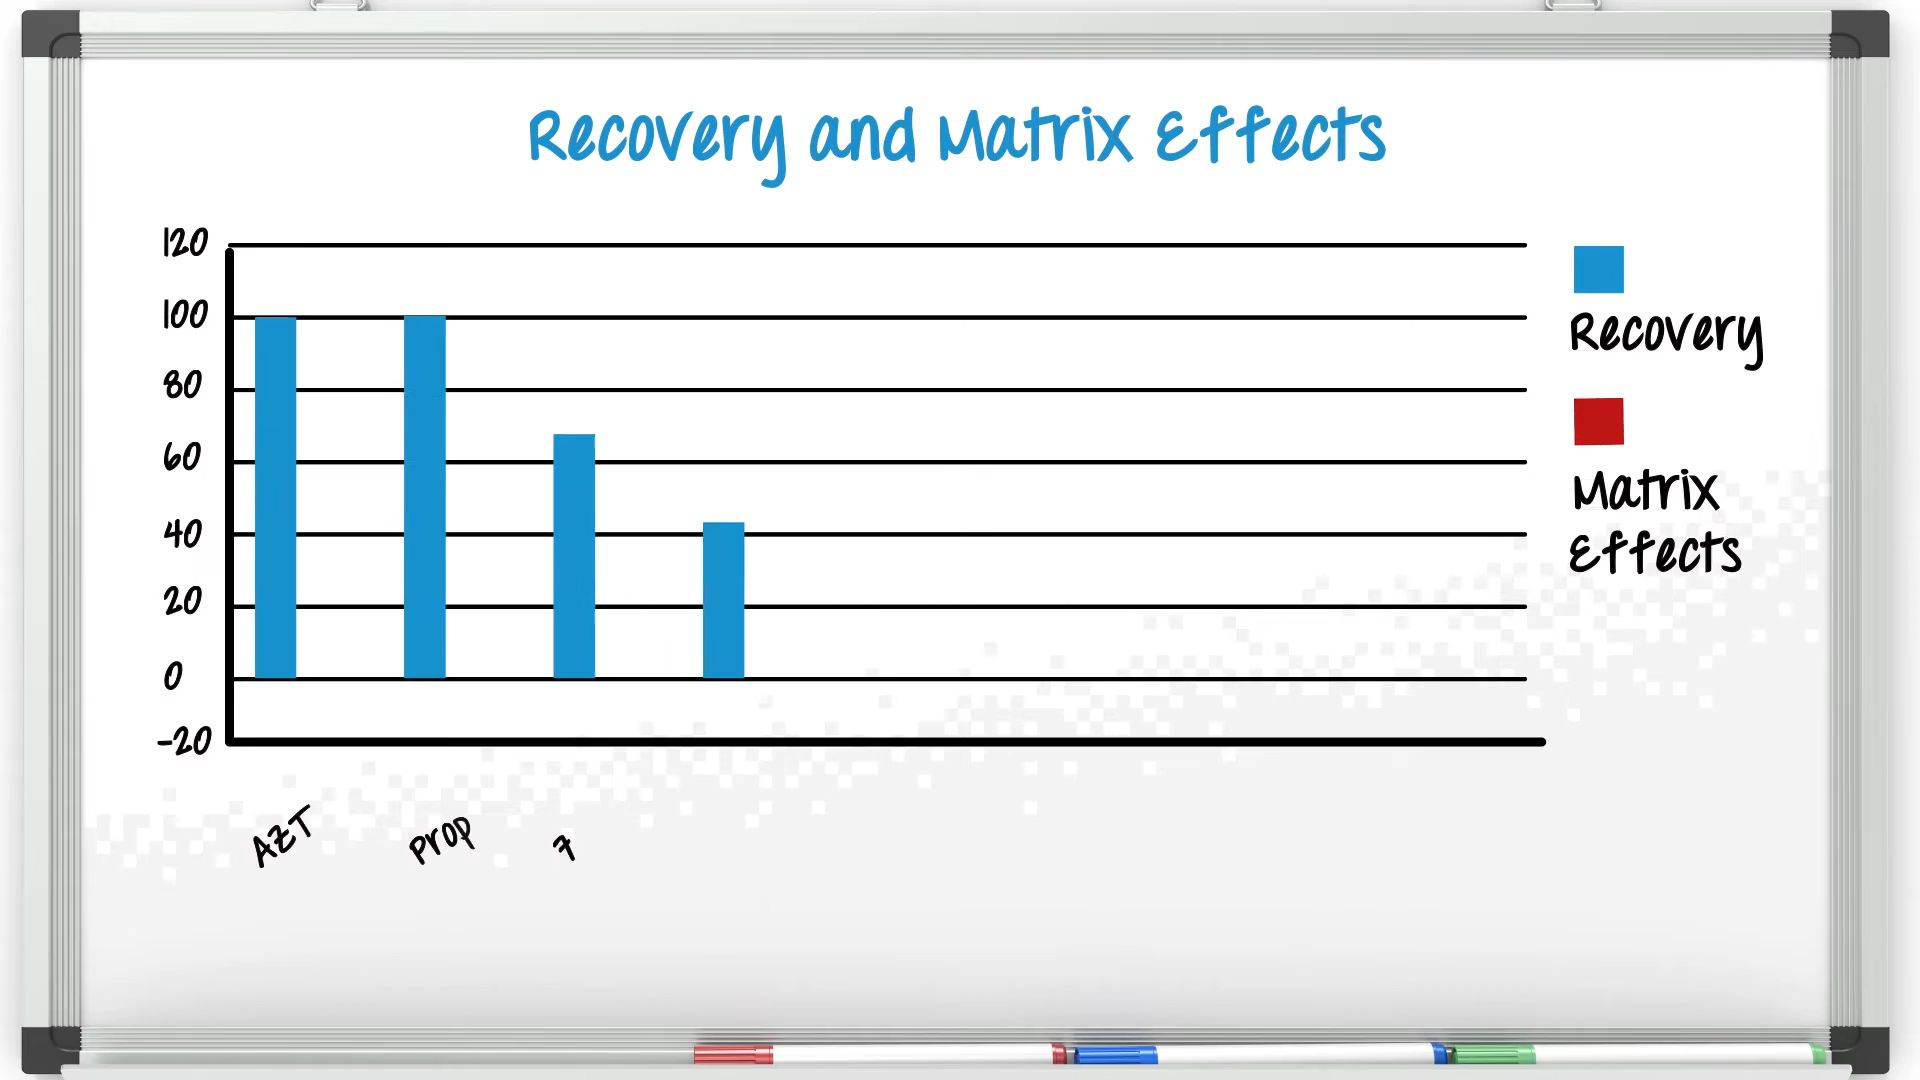 Recovery and Matrix Effects
120
100
80
60
40
20
0
-20
Recovery
Matrix
Effects
AZT
Prop
7